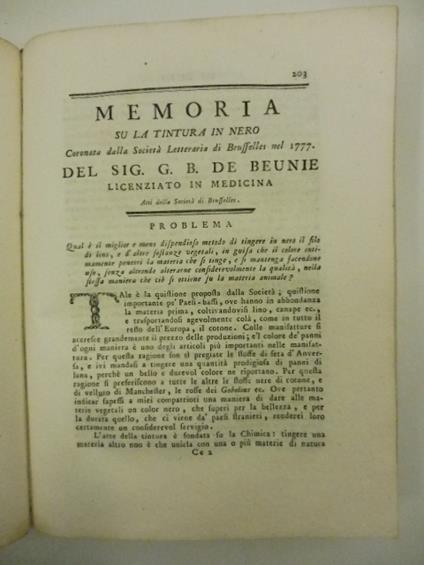 203
MEMORIA
SU LA TINTURA IN NERO
Coronata dalla Società Letteraria di Brusselles nel 1777.
DEL SIG. G. B. DE BEUNIE
LICENZIATO IN MEDICINA
Atti della Società di Brusselles.
PROBLEMA
Qual è il miglior e mens dispendioso metodo di tingere in nero il filo
di lino, e d'altre sostanze vegetali, in guisa che il colore inti-
mamente penetri la materia che si tinge, e si mantenga facendone
uso, senza altronde alterarne considerevolmente la qualità, nella
stessa maniera che ciò si ottiene su la materia animale?
TAle è la quistione proposta dalla Società; quistione
importante pe' Paesi-bassi, ove hanno in abbondanza
la materia prima, coltivandovisi lino, canape ec.,
e trasportandosi agevolmente colà, come in tutto il
resto dell'Europa, il cotone. Colle manifatture si
accresce grandemente il prezzo delle produzioni; e'l colore de' panni
d'ogni maniera è uno degli articoli più importanti nelle manifat-
ture. Per questa ragione son sì pregiate le stoffe di seta d'Anver-
sa, e ivi mandasi a tingere una quantità prodigiosa di panni di
lana, perchè un bello e durevol colore ne riportano. Per questa
ragione si preferiscono a tutte le altre le stoffe nere di cotone, e
di velluto di Manchester, le rosse dei Gobelins ec. Ove pertanto
indicar sapessi a miei compatrioti una maniera di dare alle ma-
terie vegetali un color nero, che superi per la bellezza, e per
la durata quello, che ci viene da' paesi stranieri, renderei loro
certamente un considerevol servigio.
L'arte della tintura è fondata su la Chimica: tingere una
materia altro non è che unirla con una o più materie di natura
Cc 2